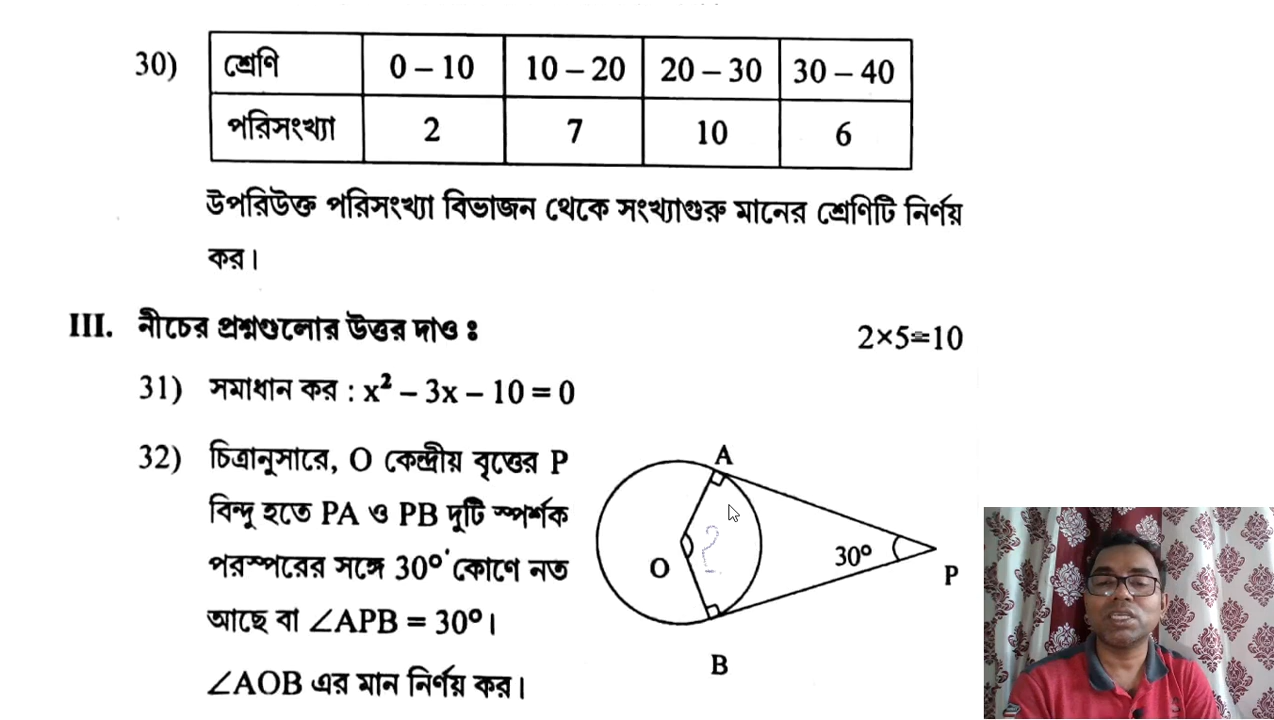 30) শ্রেণি 0 – 10 10 – 20 20 – 30 30 – 40
পরিসংখ্যা 2 7 10 6
উপরিউক্ত পরিসংখ্যা বিভাজন থেকে সংখ্যাগুরু মানের শ্রেণিটি নির্ণয়
কর।
III. নীচের প্রশ্নগুলোর উত্তর দাও ঃ 2×5=10
31) সমাধান কর : x² – 3x – 10 = 0
32) চিত্রানুসারে, O কেন্দ্রীয় বৃত্তের P
বিন্দু হতে PA ও PB দুটি স্পর্শক
পরস্পরের সঙ্গে 30° কোণে নত
আছে বা ∠APB = 30°।
∠AOB এর মান নির্ণয় কর।
A
?
O
30°
P
B